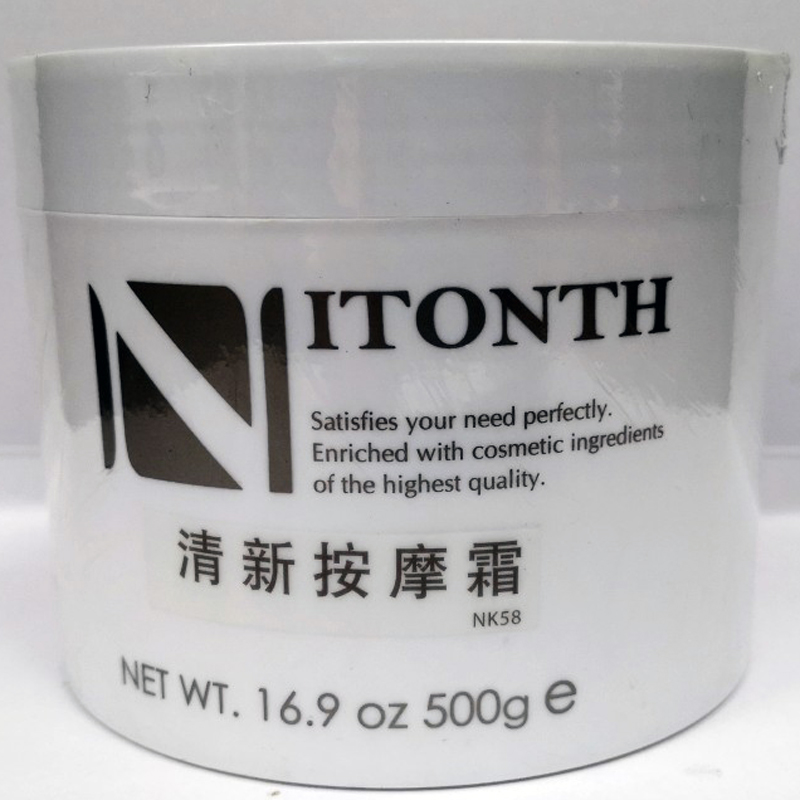 NITONTH
Satisfies your need perfectly.
Enriched with cosmetic ingredients
of the highest quality.
清新按摩霜
NK58
NET WT. 16.9 oz 500g e